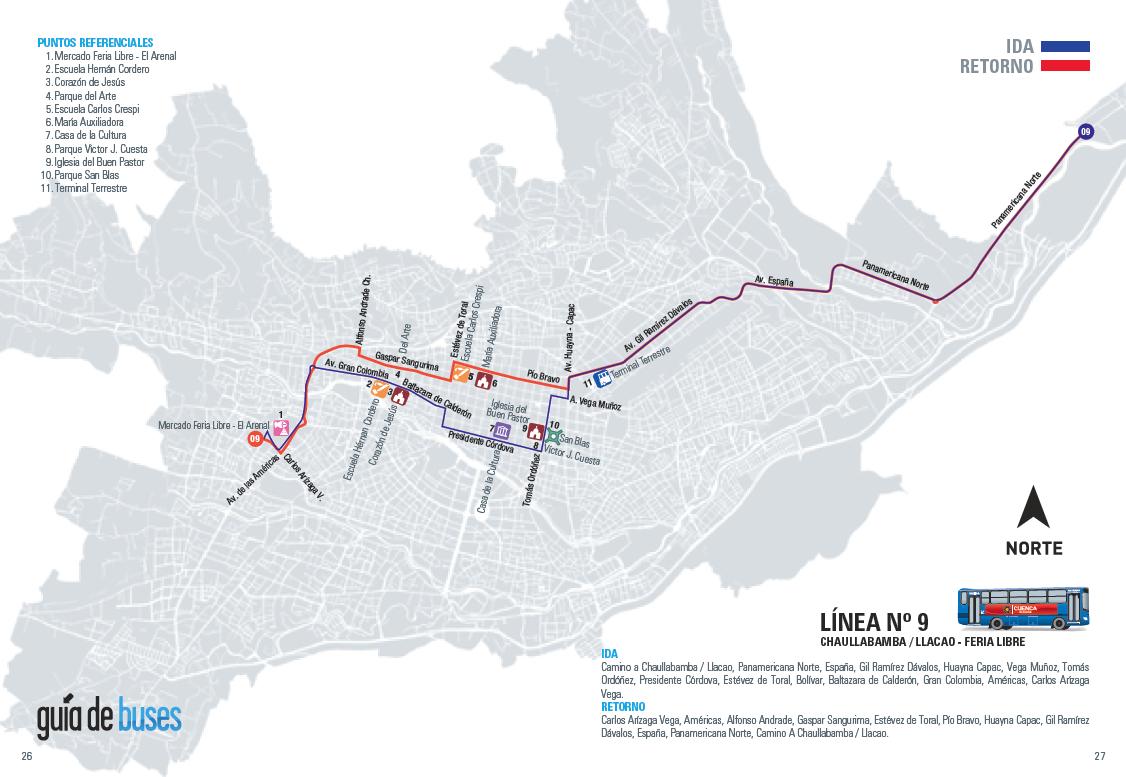 PUNTOS REFERENCIALES
1. Mercado Feria Libre - El Arenal
2. Escuela Hernán Cordero
3. Corazón de Jesús
4. Parque del Arte
5. Escuela Carlos Crespi
6. María Auxiliadora
7. Casa de la Cultura
8. Parque Victor J. Cuesta
9. Iglesia del Buen Pastor
10. Parque San Blas
11. Terminal Terrestre
IDA
RETORNO
09
Panamericana Norte
Panamericana Norte
Av. España
Av. Gil Ramírez Dávalos
Av. Huayna - Capac
11
Terminal Terrestre
A. Vega Muñoz
Pío Bravo
Alfonso Andrade Ch.
Del Arte
Estévez de Toral
Escuela Carlos Crespi
María Auxiliadora
Gaspar Sangurima
Av. Gran Colombia
4
5
6
2
3
Baltazara de Calderón
Escuela Hérnan Cordero
Corazón de Jesús
Iglesia del
Buen Pastor
7
9
10
8
San Blas
Víctor J. Cuesta
Presidente Córdova
Casa de la Cultura
Tomás Ordóñez
1
Mercado Feria Libre - El Arenal
09
Av. de las Américas
Carlos Arízaga V.
NORTE
CUENCA
LÍNEA Nº 9
CHAULLABAMBA / LLACAO - FERIA LIBRE
IDA
Camino a Chaullabamba / Llacao, Panamericana Norte, España, Gil Ramírez Dávalos, Huayna Capac, Vega Muñoz, Tomás
Ordóñez, Presidente Córdova, Estévez de Toral, Bolívar, Baltazara de Calderón, Gran Colombia, Américas, Carlos Arízaga
Vega.
RETORNO
Carlos Arízaga Vega, Américas, Alfonso Andrade, Gaspar Sangurima, Estévez de Toral, Pío Bravo, Huayna Capac, Gil Ramírez
Dávalos, España, Panamericana Norte, Camino A Chaullabamba / Llacao.
guía de buses
26
27